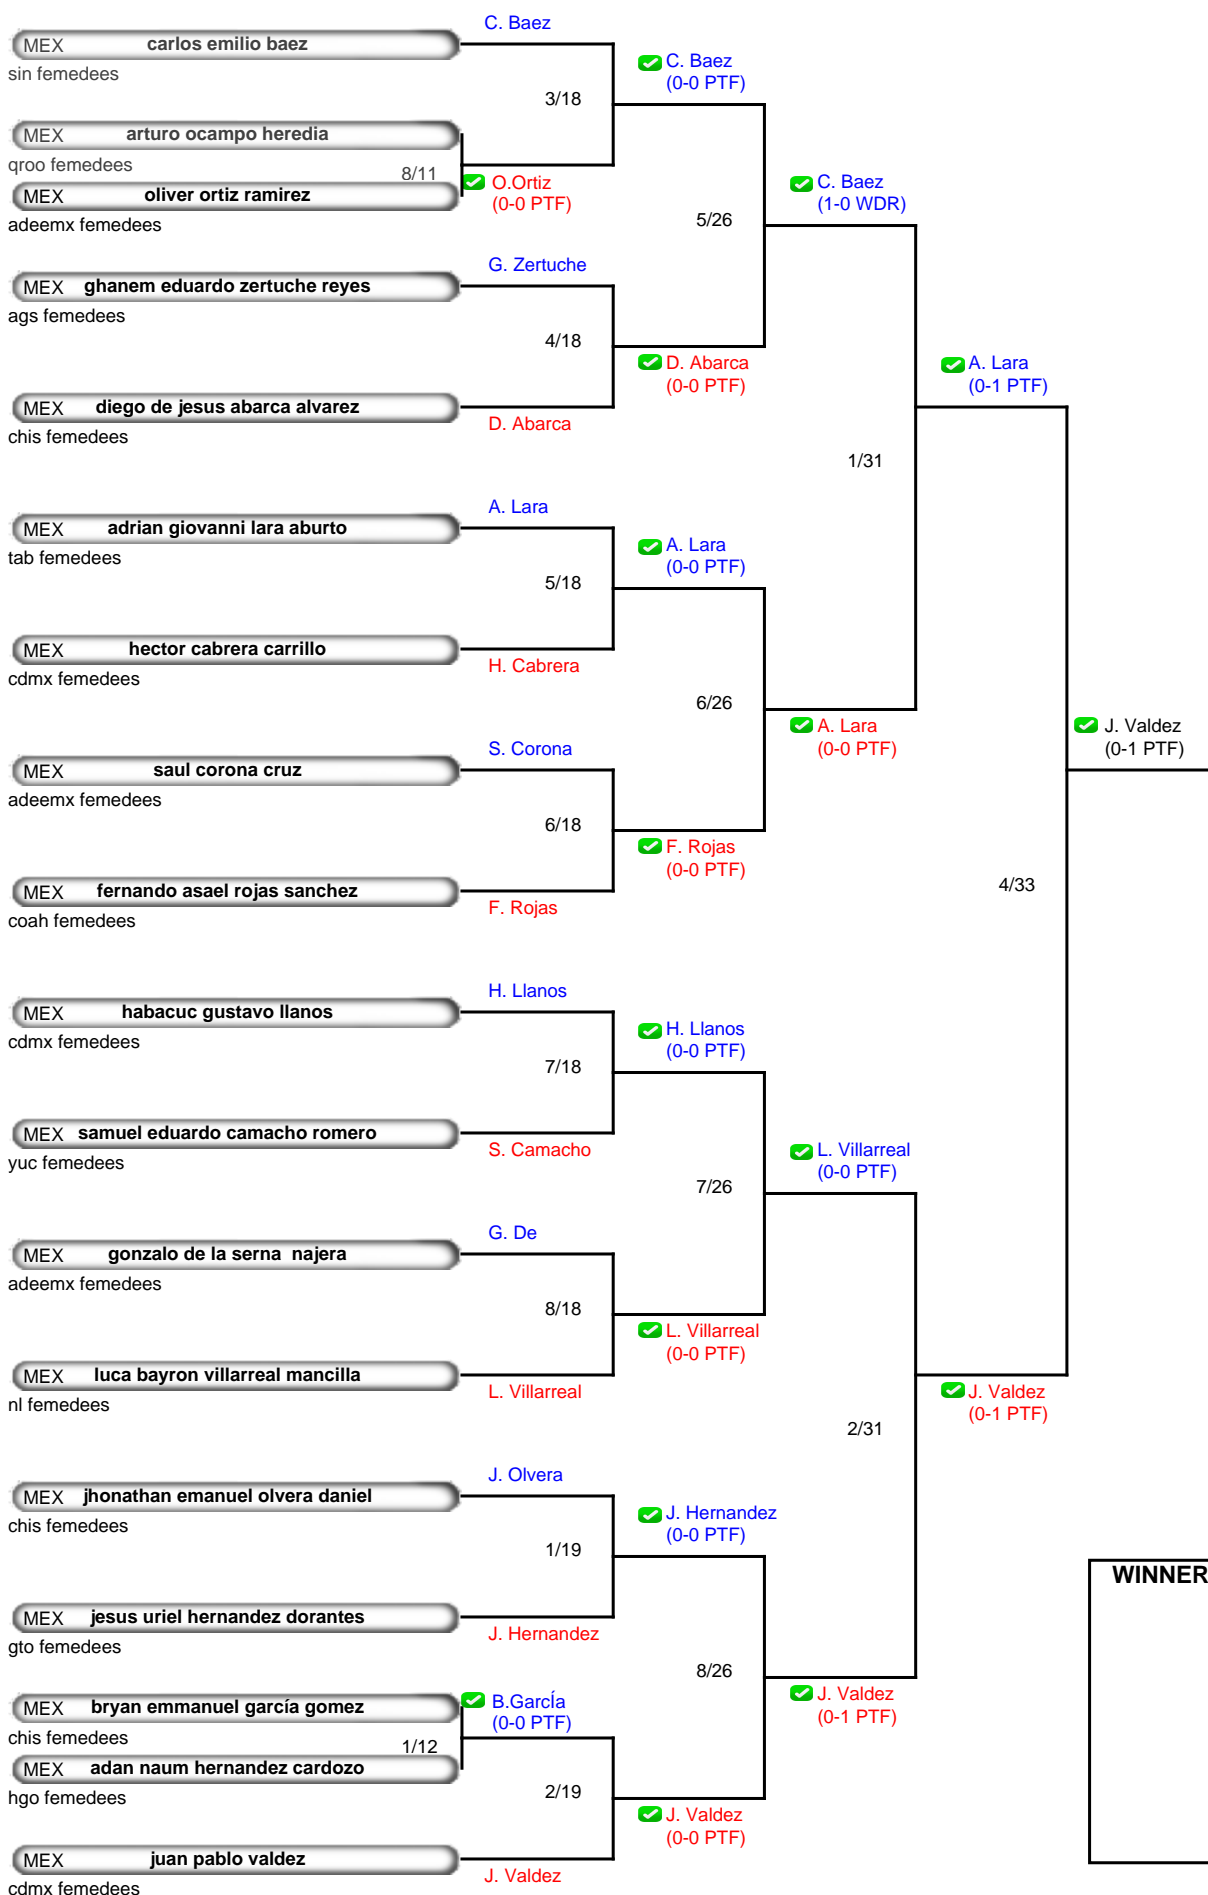 C. Baez
MEX carlos emilio baez
sin femedees
C. Baez
(0-0 PTF)
3/18
MEX arturo ocampo heredia
qroo femedees
8/11
O.Ortiz
(0-0 PTF)
MEX oliver ortiz ramirez
adeemx femedees
C. Baez
(1-0 WDR)
5/26
G. Zertuche
MEX ghanem eduardo zertuche reyes
ags femedees
4/18
D. Abarca
(0-0 PTF)
A. Lara
(0-1 PTF)
MEX diego de jesus abarca alvarez
chis femedees
D. Abarca
1/31
A. Lara
MEX adrian giovanni lara aburto
tab femedees
A. Lara
(0-0 PTF)
5/18
MEX hector cabrera carrillo
cdmx femedees
H. Cabrera
6/26
A. Lara
(0-0 PTF)
J. Valdez
(0-1 PTF)
S. Corona
MEX saul corona cruz
adeemx femedees
6/18
F. Rojas
(0-0 PTF)
MEX fernando asael rojas sanchez
coah femedees
F. Rojas
4/33
H. Llanos
MEX habacuc gustavo llanos
cdmx femedees
H. Llanos
(0-0 PTF)
7/18
MEX samuel eduardo camacho romero
yuc femedees
S. Camacho
L. Villarreal
(0-0 PTF)
7/26
G. De
MEX gonzalo de la serna najera
adeemx femedees
8/18
L. Villarreal
(0-0 PTF)
MEX luca bayron villarreal mancilla
nl femedees
L. Villarreal
J. Valdez
(0-1 PTF)
2/31
J. Olvera
MEX jhonathan emanuel olvera daniel
chis femedees
J. Hernandez
(0-0 PTF)
1/19
WINNER
MEX jesus uriel hernandez dorantes
gto femedees
J. Hernandez
8/26
J. Valdez
(0-1 PTF)
MEX bryan emmanuel garcía gomez
chis femedees
B.GarcÍa
(0-0 PTF)
1/12
MEX adan naum hernandez cardozo
hgo femedees
2/19
J. Valdez
(0-0 PTF)
MEX juan pablo valdez
cdmx femedees
J. Valdez